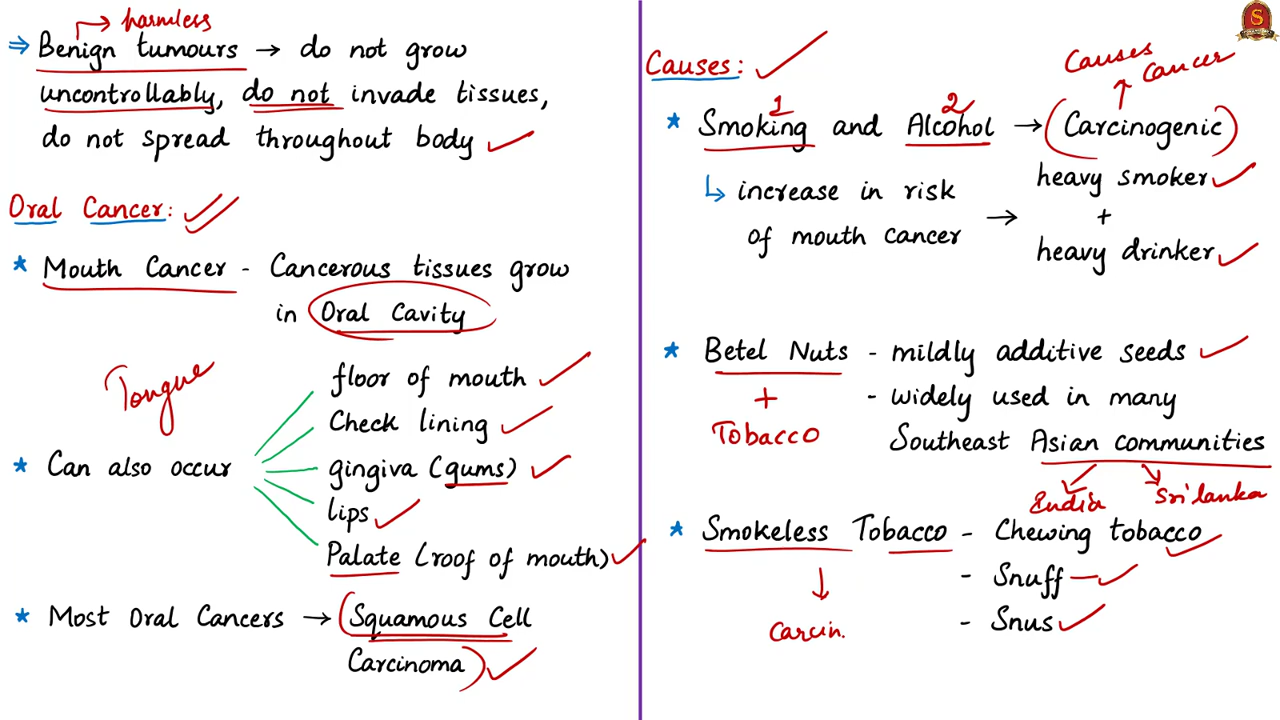 harmless
⇒ Benign tumours → do not grow
uncontrollably, do not invade tissues,
do not spread throughout body
Oral Cancer:
* Mouth Cancer - Cancerous tissues grow
in Oral Cavity
Tongue
floor of mouth
Check lining
* Can also occur gingiva (gums)
lips
Palate (roof of mouth)
* Most Oral Cancers → (Squamous Cell
Carcinoma)
S
Causes:
Causes
Cancer
1 2
* Smoking and Alcohol → (Carcinogenic)
↳ increase in risk
of mouth cancer →
heavy smoker
+
heavy drinker
* Betel Nuts - mildly additive seeds
+ - widely used in many
Tobacco Southeast Asian communities
India Sri lanka
* Smokeless Tobacco - Chewing tobacco
- Snuff
Carcin. - Snus